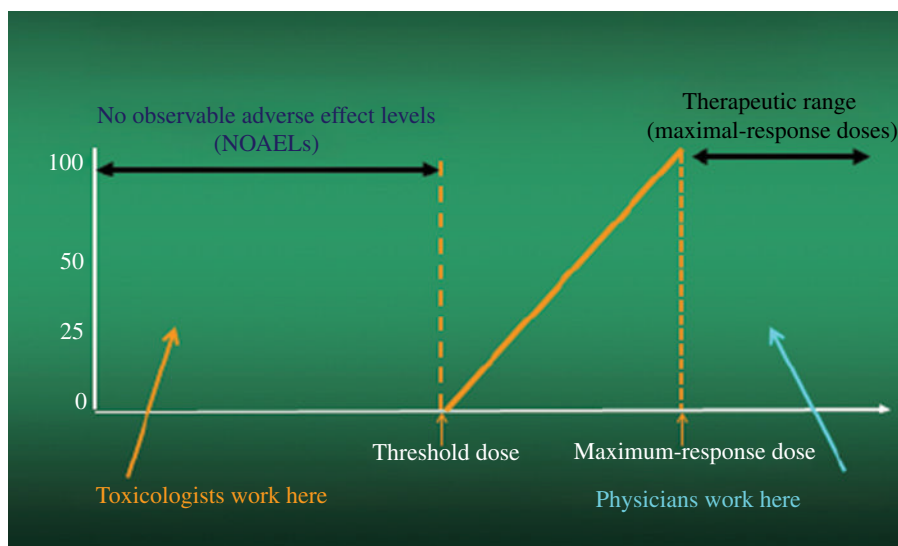 No observable adverse effect levels
(NOAELs)
Therapeutic range
(maximal-response doses)
100
50
25
0
Threshold dose
Maximum-response dose
Toxicologists work here
Physicians work here